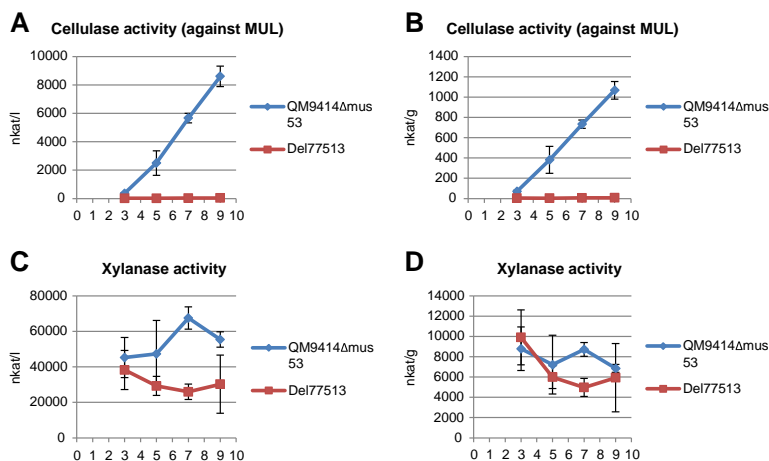 A
Cellulase activity (against MUL)
10000
8000
6000
4000
2000
0
nkat/l
0 1 2 3 4 5 6 7 8 9 10
QM9414Δmus
53
Del77513
B
Cellulase activity (against MUL)
1400
1200
1000
800
600
400
200
0
nkat/g
0 1 2 3 4 5 6 7 8 9 10
QM9414Δmus
53
Del77513
C
Xylanase activity
80000
60000
40000
20000
0
nkat/l
0 1 2 3 4 5 6 7 8 9 10
QM9414Δmus
53
Del77513
D
Xylanase activity
14000
12000
10000
8000
6000
4000
2000
0
nkat/g
0 1 2 3 4 5 6 7 8 9 10
QM9414Δmus
53
Del77513